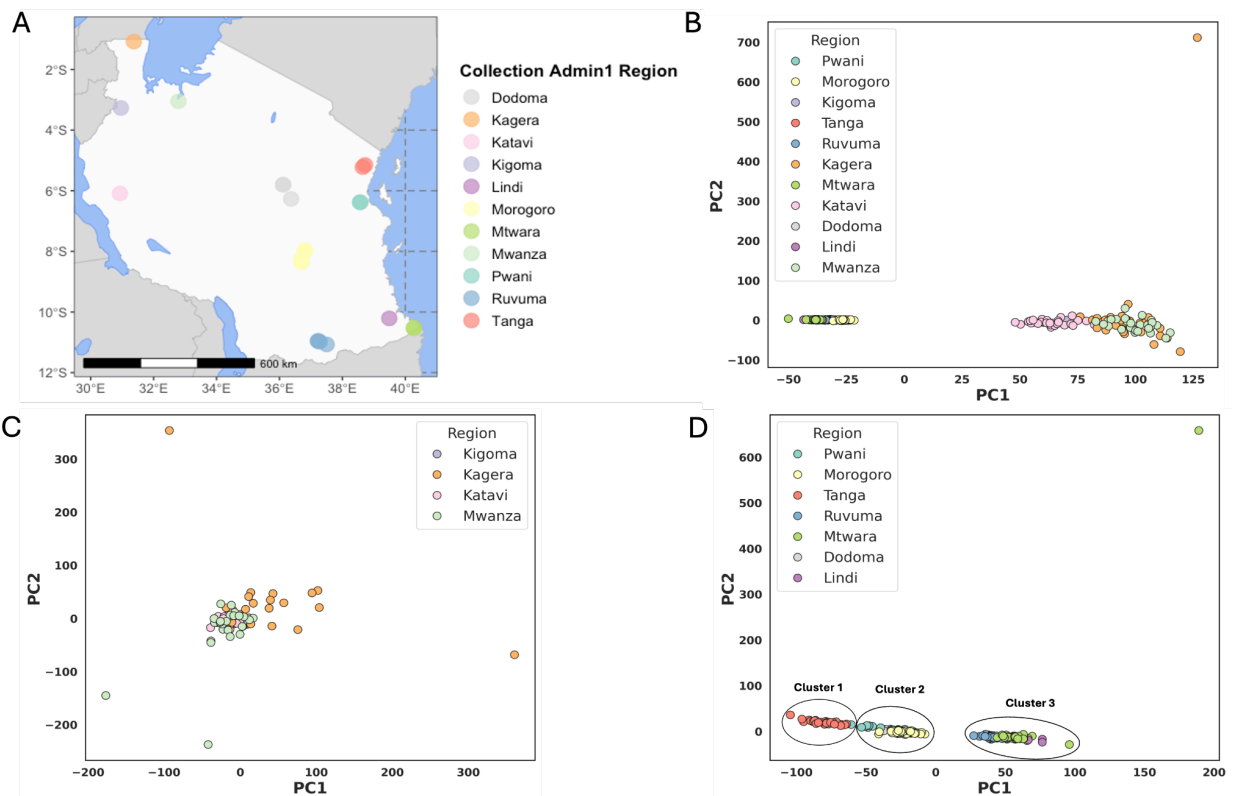 A
2°S
4°S
6°S
8°S
10°S
12°S
600 km
30°E 32°E 34°E 36°E 38°E 40°E
Collection Admin1 Region
Dodoma
Kagera
Katavi
Kigoma
Lindi
Morogoro
Mtwara
Mwanza
Pwani
Ruvuma
Tanga
B
PC2
700
600
500
400
300
200
100
0
−100
Region
Pwani
Morogoro
Kigoma
Tanga
Ruvuma
Kagera
Mtwara
Katavi
Dodoma
Lindi
Mwanza
−50 −25 0 25 50 75 100 125
PC1
C
PC2
300
200
100
0
−100
−200
Region
Kigoma
Kagera
Katavi
Mwanza
−200 −100 0 100 200 300
PC1
D
PC2
600
500
400
300
200
100
0
Region
Pwani
Morogoro
Tanga
Ruvuma
Mtwara
Dodoma
Lindi
Cluster 1
Cluster 2
Cluster 3
−100 −50 0 50 100 150 200
PC1